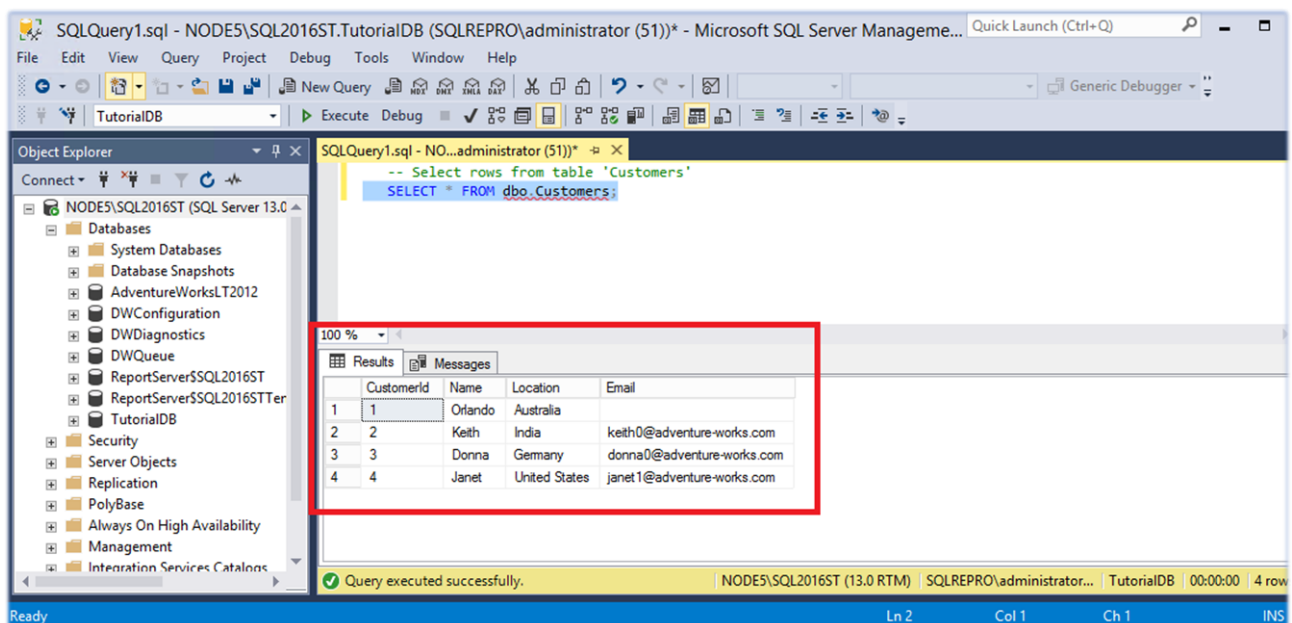 SQLQuery1.sql - NODE5\SQL2016ST.TutorialDB (SQLREPRO\administrator (51))* - Microsoft SQL Server Manageme... Quick Launch (Ctrl+Q)
File Edit View Query Project Debug Tools Window Help
New Query MDX DMX XMLA DAX Generic Debugger
TutorialDB Execute Debug
Object Explorer
Connect
NODE5\SQL2016ST (SQL Server 13.0
Databases
System Databases
Database Snapshots
AdventureWorksLT2012
DWConfiguration
DWDiagnostics
DWQueue
ReportServer$SQL2016ST
ReportServer$SQL2016STTer
TutorialDB
Security
Server Objects
Replication
PolyBase
Always On High Availability
Management
Integration Services Catalogs
SQLQuery1.sql - NO...administrator (51))*
-- Select rows from table 'Customers'
SELECT * FROM dbo.Customers;
100 %
Results Messages
CustomerId Name Location Email
1 1 Orlando Australia
2 2 Keith India keith0@adventure-works.com
3 3 Donna Germany donna0@adventure-works.com
4 4 Janet United States janet1@adventure-works.com
Query executed successfully. NODE5\SQL2016ST (13.0 RTM) SQLREPRO\administrator... TutorialDB 00:00:00 4 row
Ready Ln 2 Col 1 Ch 1 INS